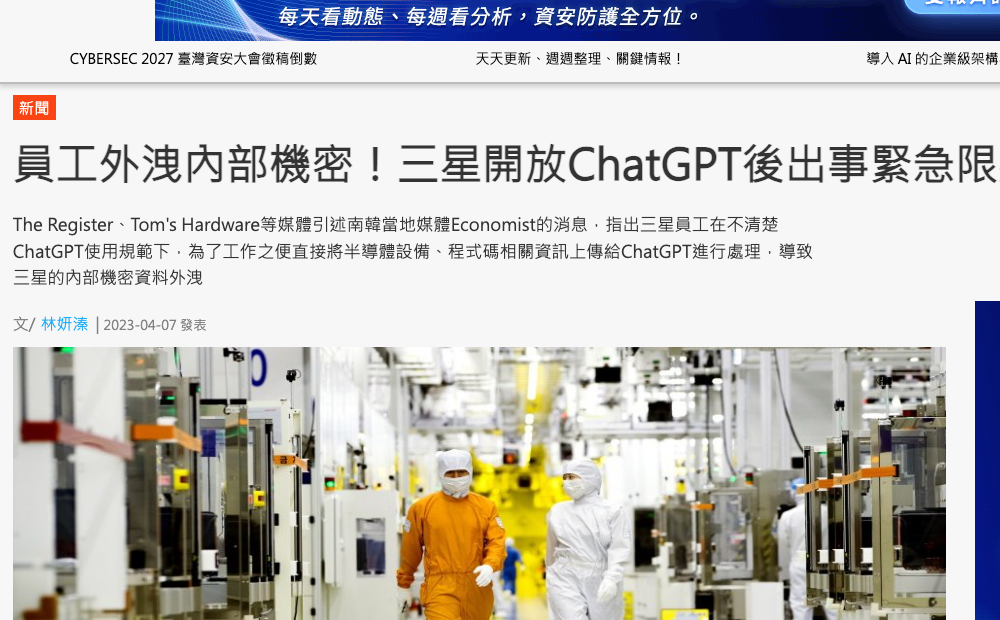 每天看動態、每週看分析，資安防護全方位。
CYBERSEC 2027 臺灣資安大會徵稿倒數
天天更新、週週整理、關鍵情報！
導入 AI 的企業級架構
新聞
員工外洩內部機密！三星開放ChatGPT後出事緊急限
The Register、Tom's Hardware等媒體引述南韓當地媒體Economist的消息，指出三星員工在不清楚
ChatGPT使用規範下，為了工作之便直接將半導體設備、程式碼相關資訊上傳給ChatGPT進行處理，導致
三星的內部機密資料外洩
文/ 林妍溱 | 2023-04-07 發表